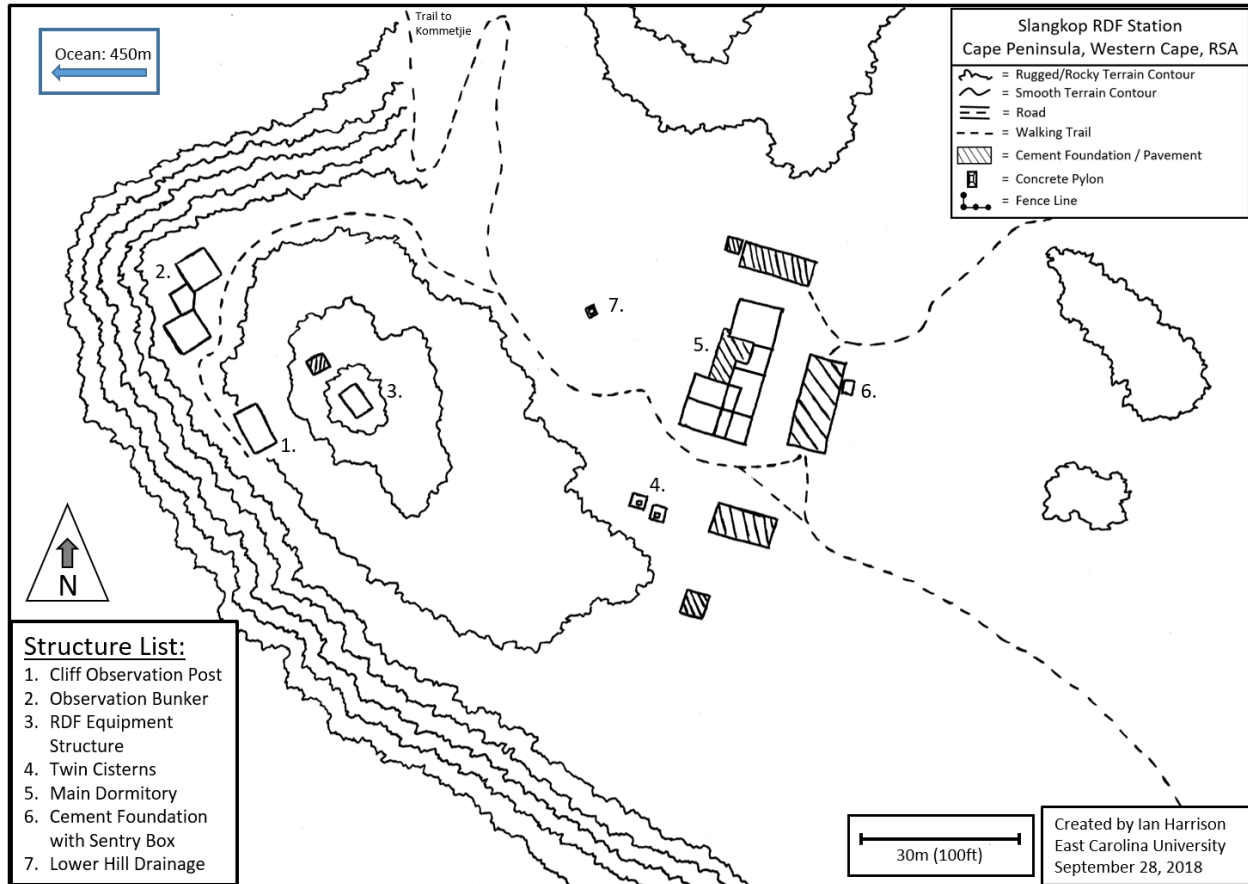 Trail to
Kommetjie
Ocean: 450m
Slangkop RDF Station
Cape Peninsula, Western Cape, RSA
= Rugged/Rocky Terrain Contour
= Smooth Terrain Contour
= Road
= Walking Trail
= Cement Foundation / Pavement
= Concrete Pylon
= Fence Line
2.
7.
5.
3.
6.
1.
4.
N
Structure List:
1. Cliff Observation Post
2. Observation Bunker
3. RDF Equipment
Structure
4. Twin Cisterns
5. Main Dormitory
6. Cement Foundation
with Sentry Box
7. Lower Hill Drainage
30m (100ft)
Created by Ian Harrison
East Carolina University
September 28, 2018